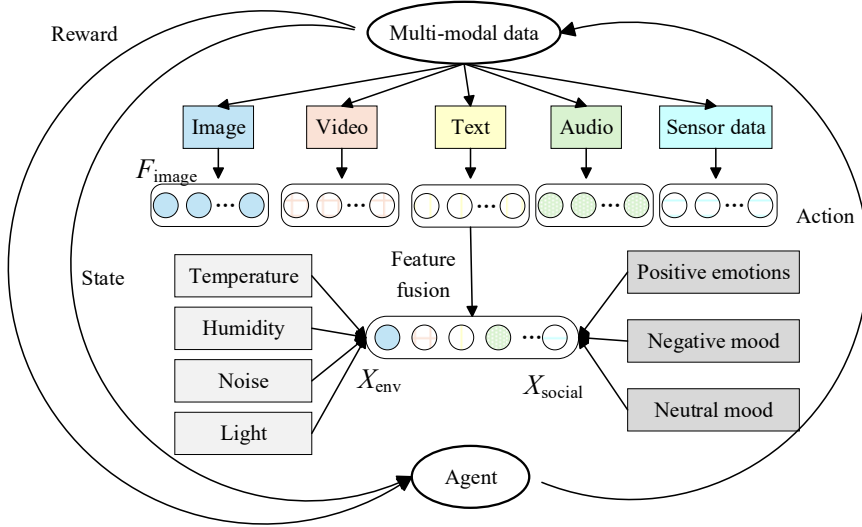 Reward
Multi-modal data
Image
Video
Text
Audio
Sensor data
F_image
Action
State
Feature
fusion
Temperature
Humidity
Noise
Light
Positive emotions
Negative mood
Neutral mood
X_env
X_social
Agent